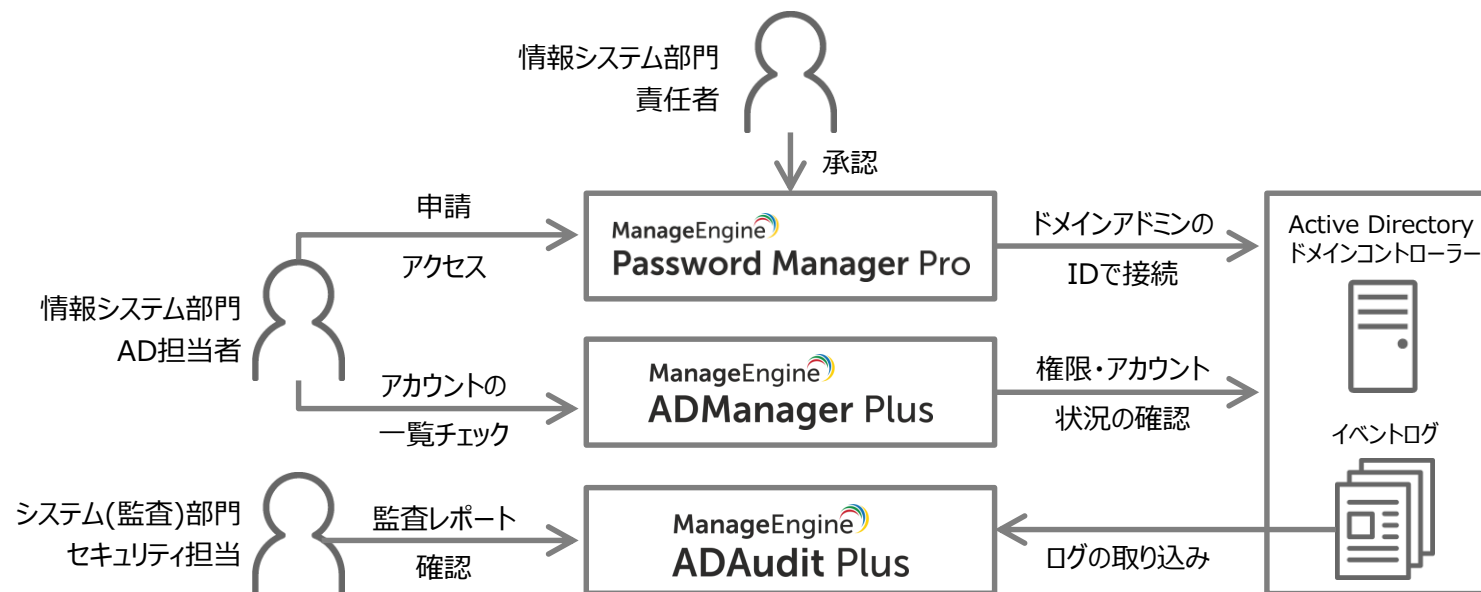 情報システム部門
責任者
承認
申請
アクセス
ManageEngine
Password Manager Pro
ドメインアドミンの
IDで接続
Active Directory
ドメインコントローラー
情報システム部門
AD担当者
アカウントの
一覧チェック
ManageEngine
ADManager Plus
権限・アカウント
状況の確認
イベントログ
システム(監査)部門
セキュリティ担当
監査レポート
確認
ManageEngine
ADAudit Plus
ログの取り込み